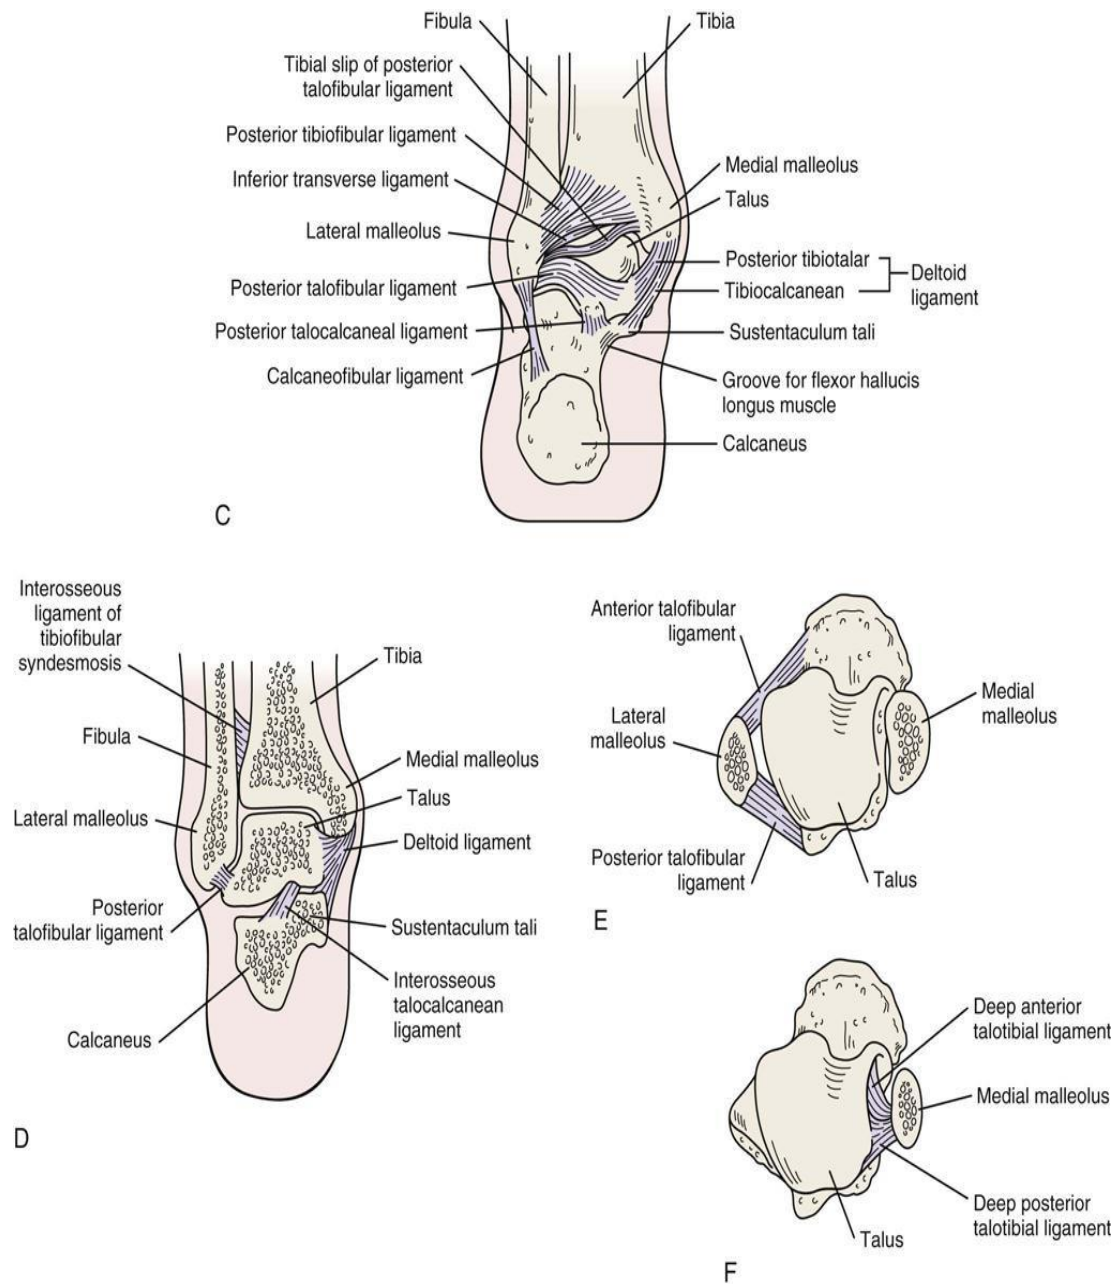 Fibula
Tibia
Tibial slip of posterior
talofibular ligament
Posterior tibiofibular ligament
Inferior transverse ligament
Lateral malleolus
Posterior talofibular ligament
Posterior talocalcaneal ligament
Calcaneofibular ligament
Medial malleolus
Talus
Posterior tibiotalar
Tibiocalcanean
Deltoid
ligament
Sustentaculum tali
Groove for flexor hallucis
longus muscle
Calcaneus
C
Interosseous
ligament of
tibiofibular
syndesmosis
Tibia
Fibula
Medial malleolus
Talus
Lateral malleolus
Deltoid ligament
Posterior
talofibular ligament
Sustentaculum tali
Interosseous
talocalcanean
ligament
Calcaneus
D
Anterior talofibular
ligament
Medial
malleolus
Lateral
malleolus
Posterior talofibular
ligament
Talus
E
Deep anterior
talotibial ligament
Medial malleolus
Deep posterior
talotibial ligament
Talus
F